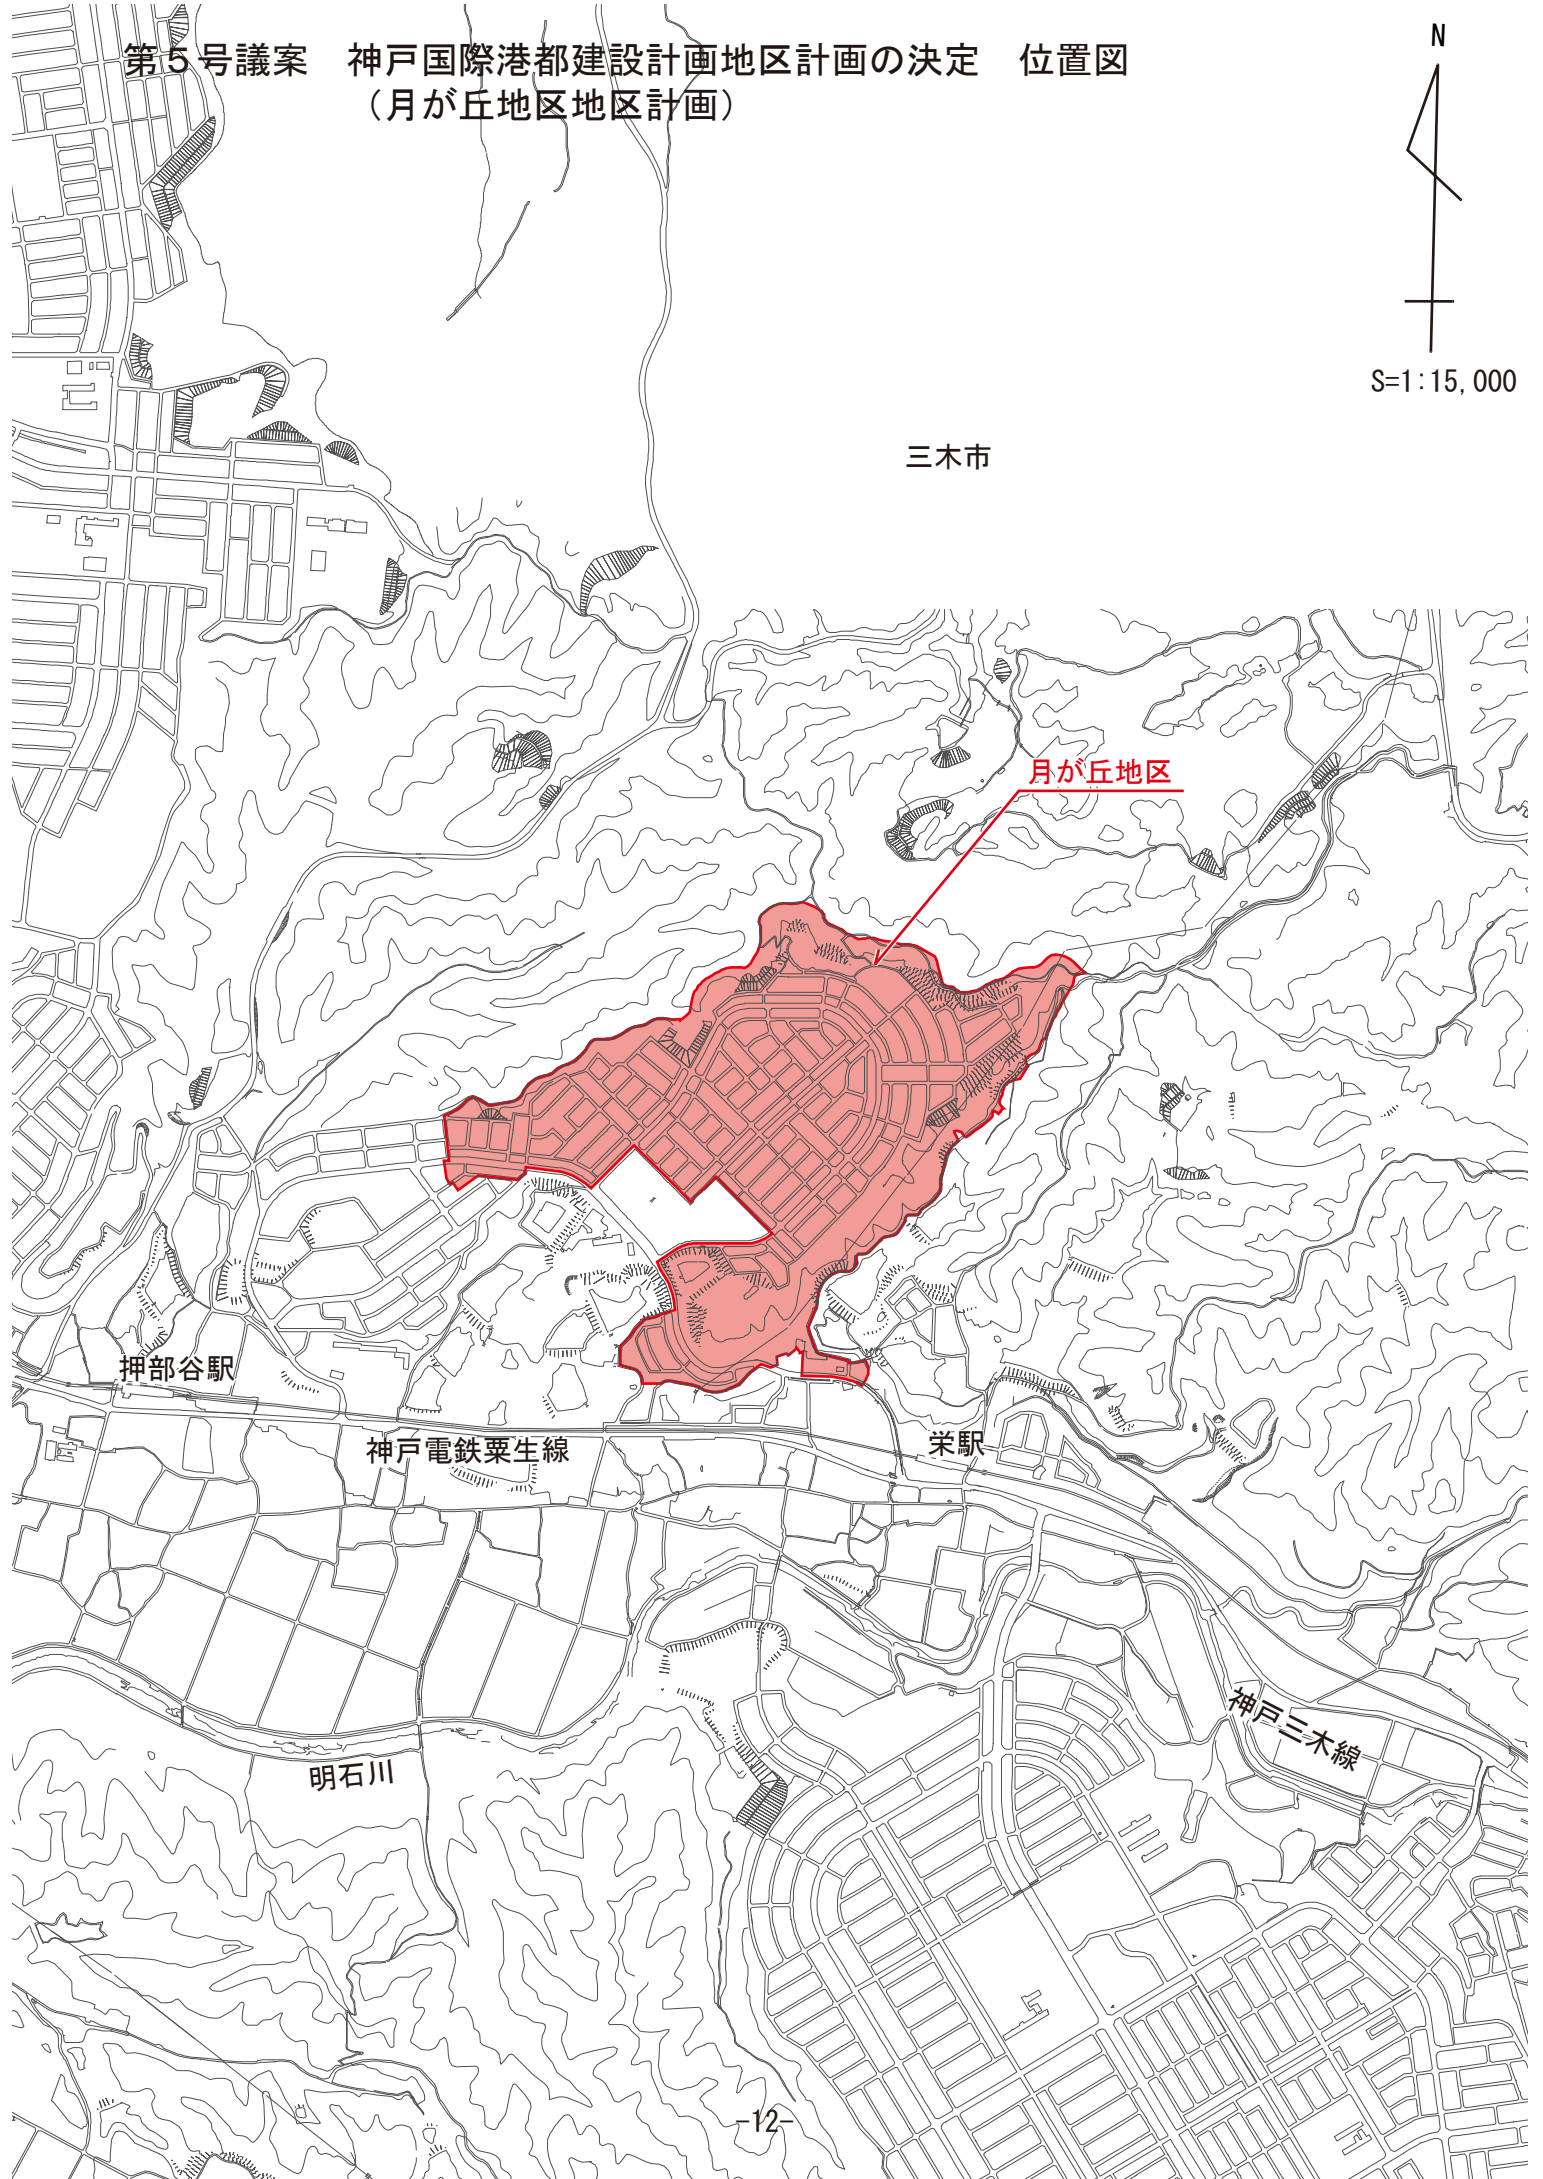 第５号議案　神戸国際港都建設計画地区計画の決定　位置図
（月が丘地区地区計画）
N
S=1:15,000
三木市
月が丘地区
押部谷駅
神戸電鉄粟生線
栄駅
神戸三木線
明石川
-12-